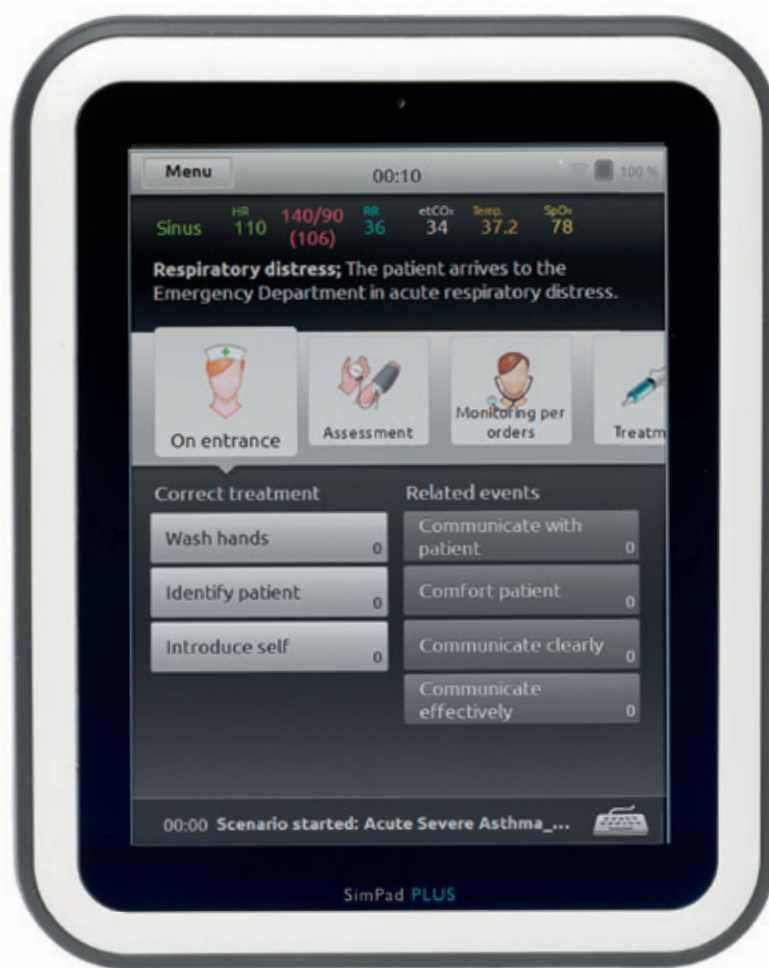 Menu 00:10 100 %
HR RR etCO₂ Temp. SpO₂
Sinus 110 140/90 36 34 37.2 78
(106)
Respiratory distress; The patient arrives to the
Emergency Department in acute respiratory distress.
On entrance
Assessment
Monitoring per
orders
Treatm
Correct treatment
Wash hands 0
Identify patient 0
Introduce self 0
Related events
Communicate with
patient 0
Comfort patient 0
Communicate clearly 0
Communicate
effectively 0
00:00 Scenario started: Acute Severe Asthma_...
SimPad PLUS